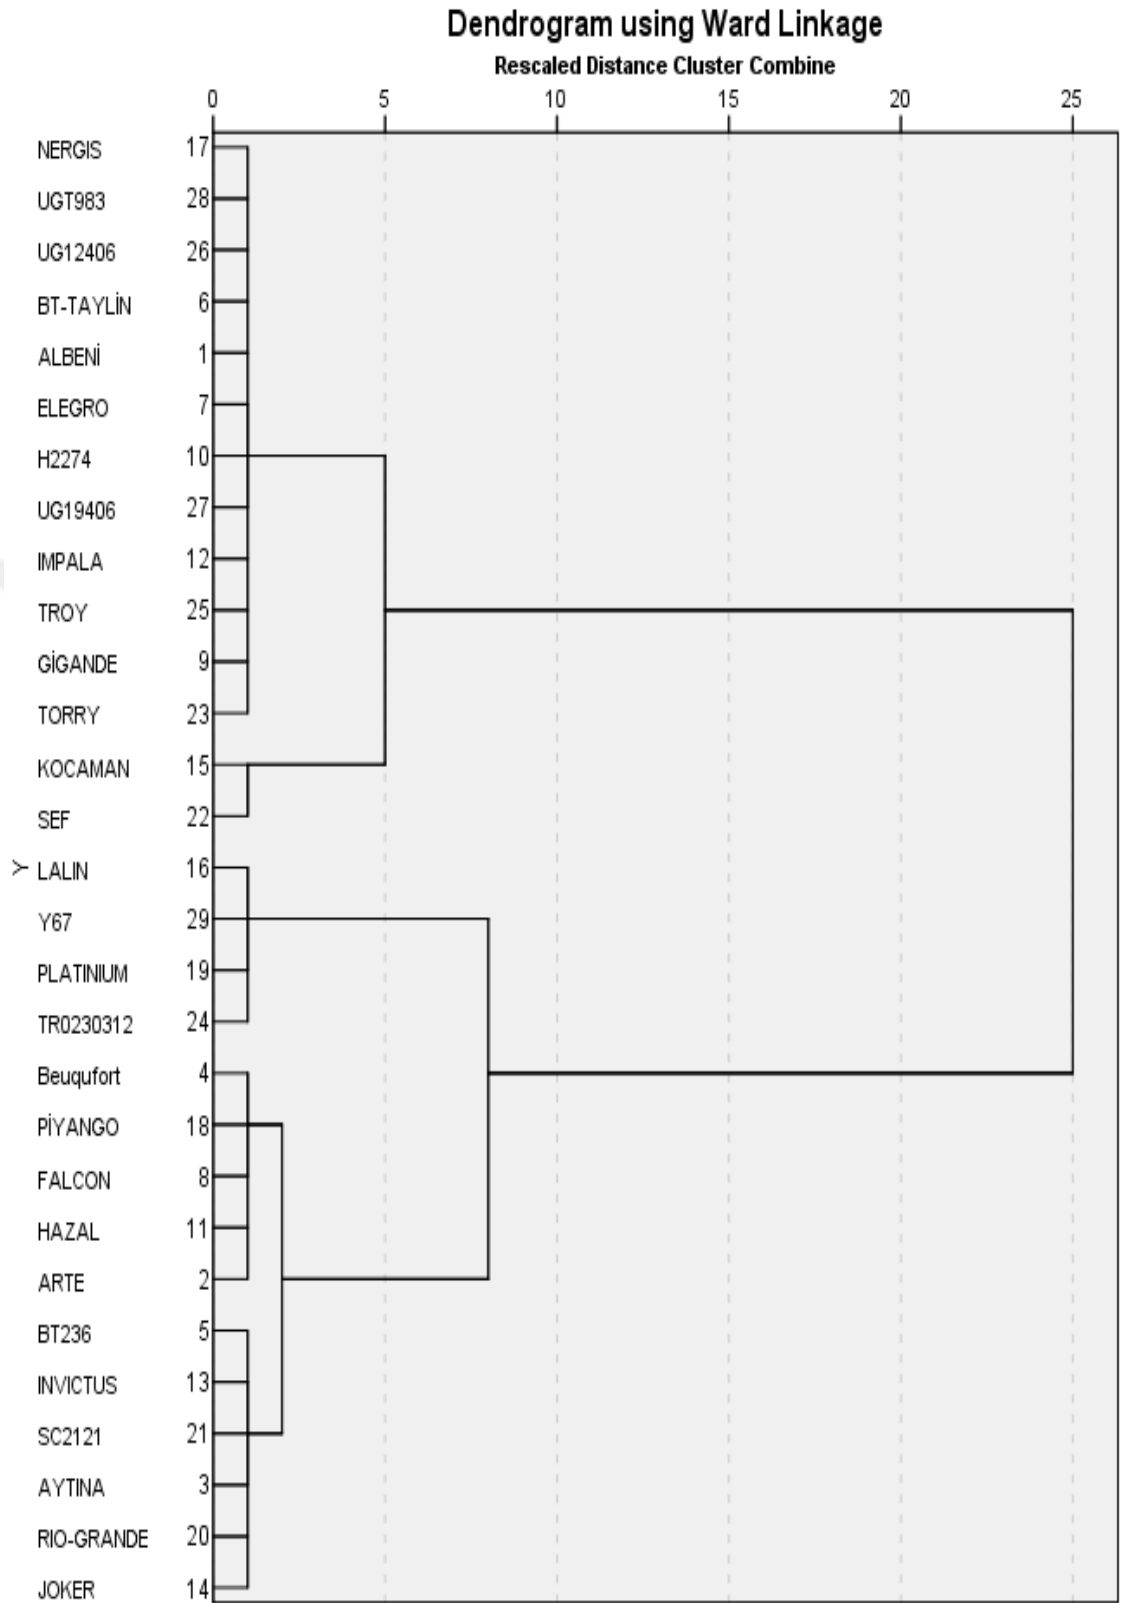 Dendrogram using Ward Linkage
Rescaled Distance Cluster Combine
0 5 10 15 20 25
NERGIS 17
UGT983 28
UG12406 26
BT-TAYLİN 6
ALBENİ 1
ELEGRO 7
H2274 10
UG19406 27
IMPALA 12
TROY 25
GİGANDE 9
TORRY 23
KOCAMAN 15
SEF 22
Y
LALIN 16
Y67 29
PLATINIUM 19
TR0230312 24
Beuqufort 4
PİYANGO 18
FALCON 8
HAZAL 11
ARTE 2
BT236 5
INVICTUS 13
SC2121 21
AYTINA 3
RIO-GRANDE 20
JOKER 14